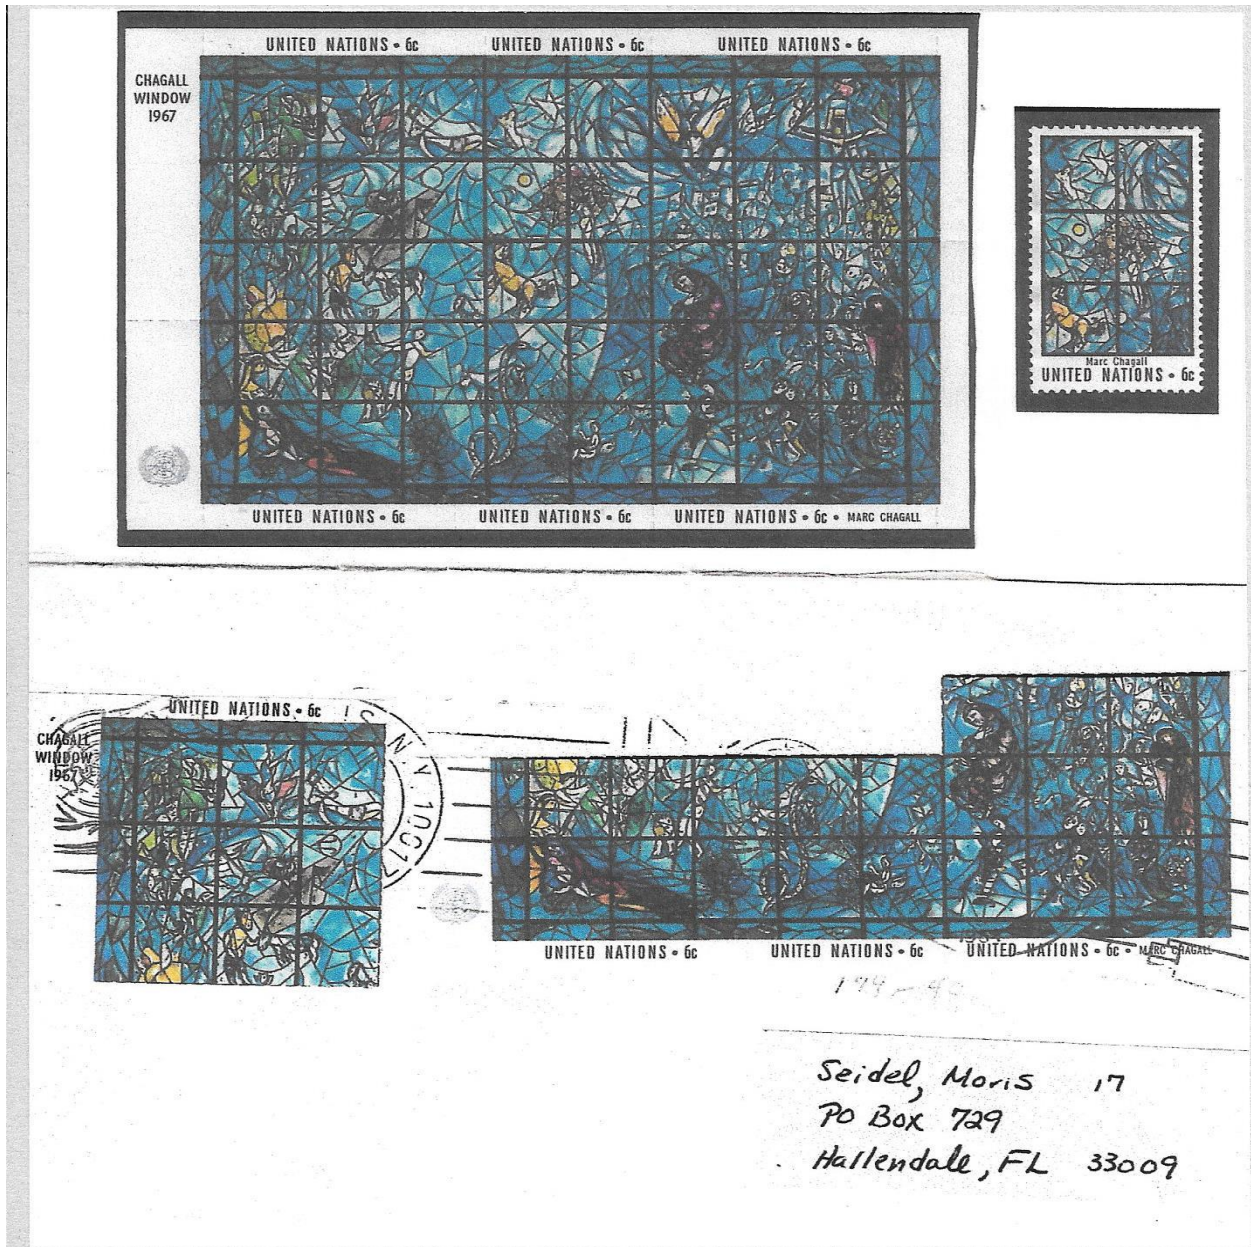 UNITED NATIONS • 6c UNITED NATIONS • 6c UNITED NATIONS • 6c
CHAGALL
WINDOW
1967
UNITED NATIONS • 6c UNITED NATIONS • 6c UNITED NATIONS • 6c • MARC CHAGALL
Marc Chagall
UNITED NATIONS • 6c
UNITED NATIONS • 6c
CHAGALL
WINDOW
1967
N.Y. 10017
UNITED NATIONS • 6c UNITED NATIONS • 6c UNITED NATIONS • 6c • MARC CHAGALL
Seidel, Moris 17
PO Box 729
Hallendale, FL 33009